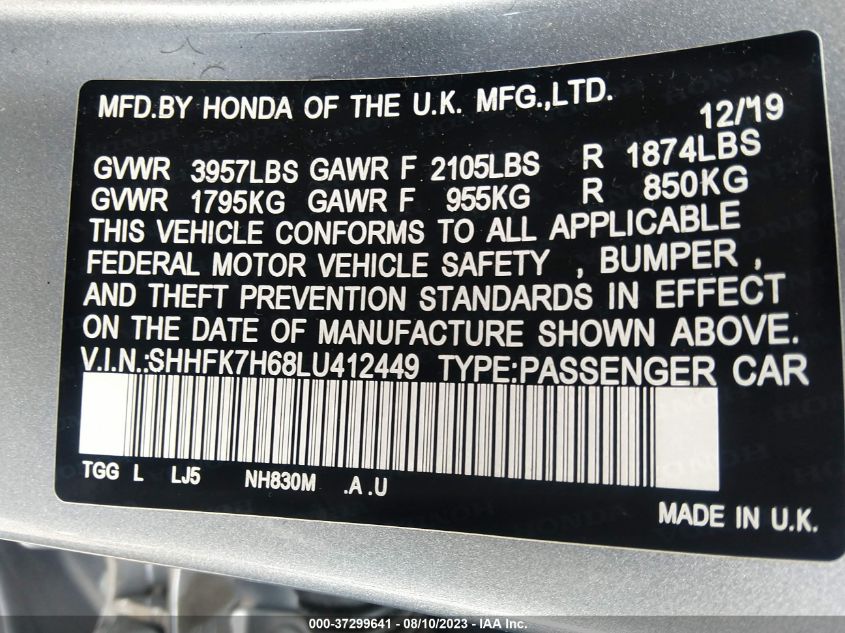 MFD.BY HONDA OF THE U.K. MFG.,LTD. 12/19
GVWR 3957LBS GAWR F 2105LBS R 1874LBS
GVWR 1795KG GAWR F 955KG R 850KG
THIS VEHICLE CONFORMS TO ALL APPLICABLE
FEDERAL MOTOR VEHICLE SAFETY , BUMPER ,
AND THEFT PREVENTION STANDARDS IN EFFECT
ON THE DATE OF MANUFACTURE SHOWN ABOVE.
V.I.N.:SHHFK7H68LU412449 TYPE:PASSENGER CAR
TGG L LJ5 NH830M .A .U
MADE IN U.K.
000-37299641 - 08/10/2023 - IAA Inc.